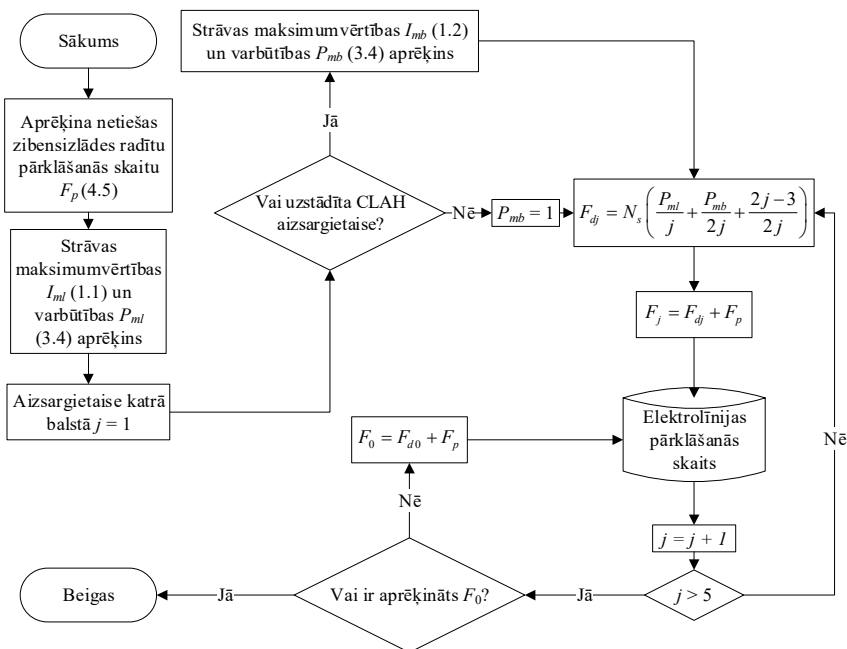 Sākums
Aprēķina netiešas
zibensizlādes radītu
pārklāšanās skaitu
F_p (4.5)
Strāvas
maksimumvērtības
I_ml (1.1) un
varbūtības P_ml
(3.4) aprēķins
Aizsargietaise katrā
balstā j = 1
Strāvas maksimumvērtības I_mb (1.2)
un varbūtības P_mb (3.4) aprēķins
Jā
Vai uzstādīta CLAH
aizsargietaise?
Nē
P_mb = 1
F_dj = N_s (P_ml/j + P_mb/2j + (2j − 3)/2j)
F_j = F_dj + F_p
Elektrolīnijas
pārklāšanās
skaits
Nē
j = j + 1
j > 5
Jā
Vai ir aprēķināts F_0?
Nē
F_0 = F_d0 + F_p
Jā
Beigas